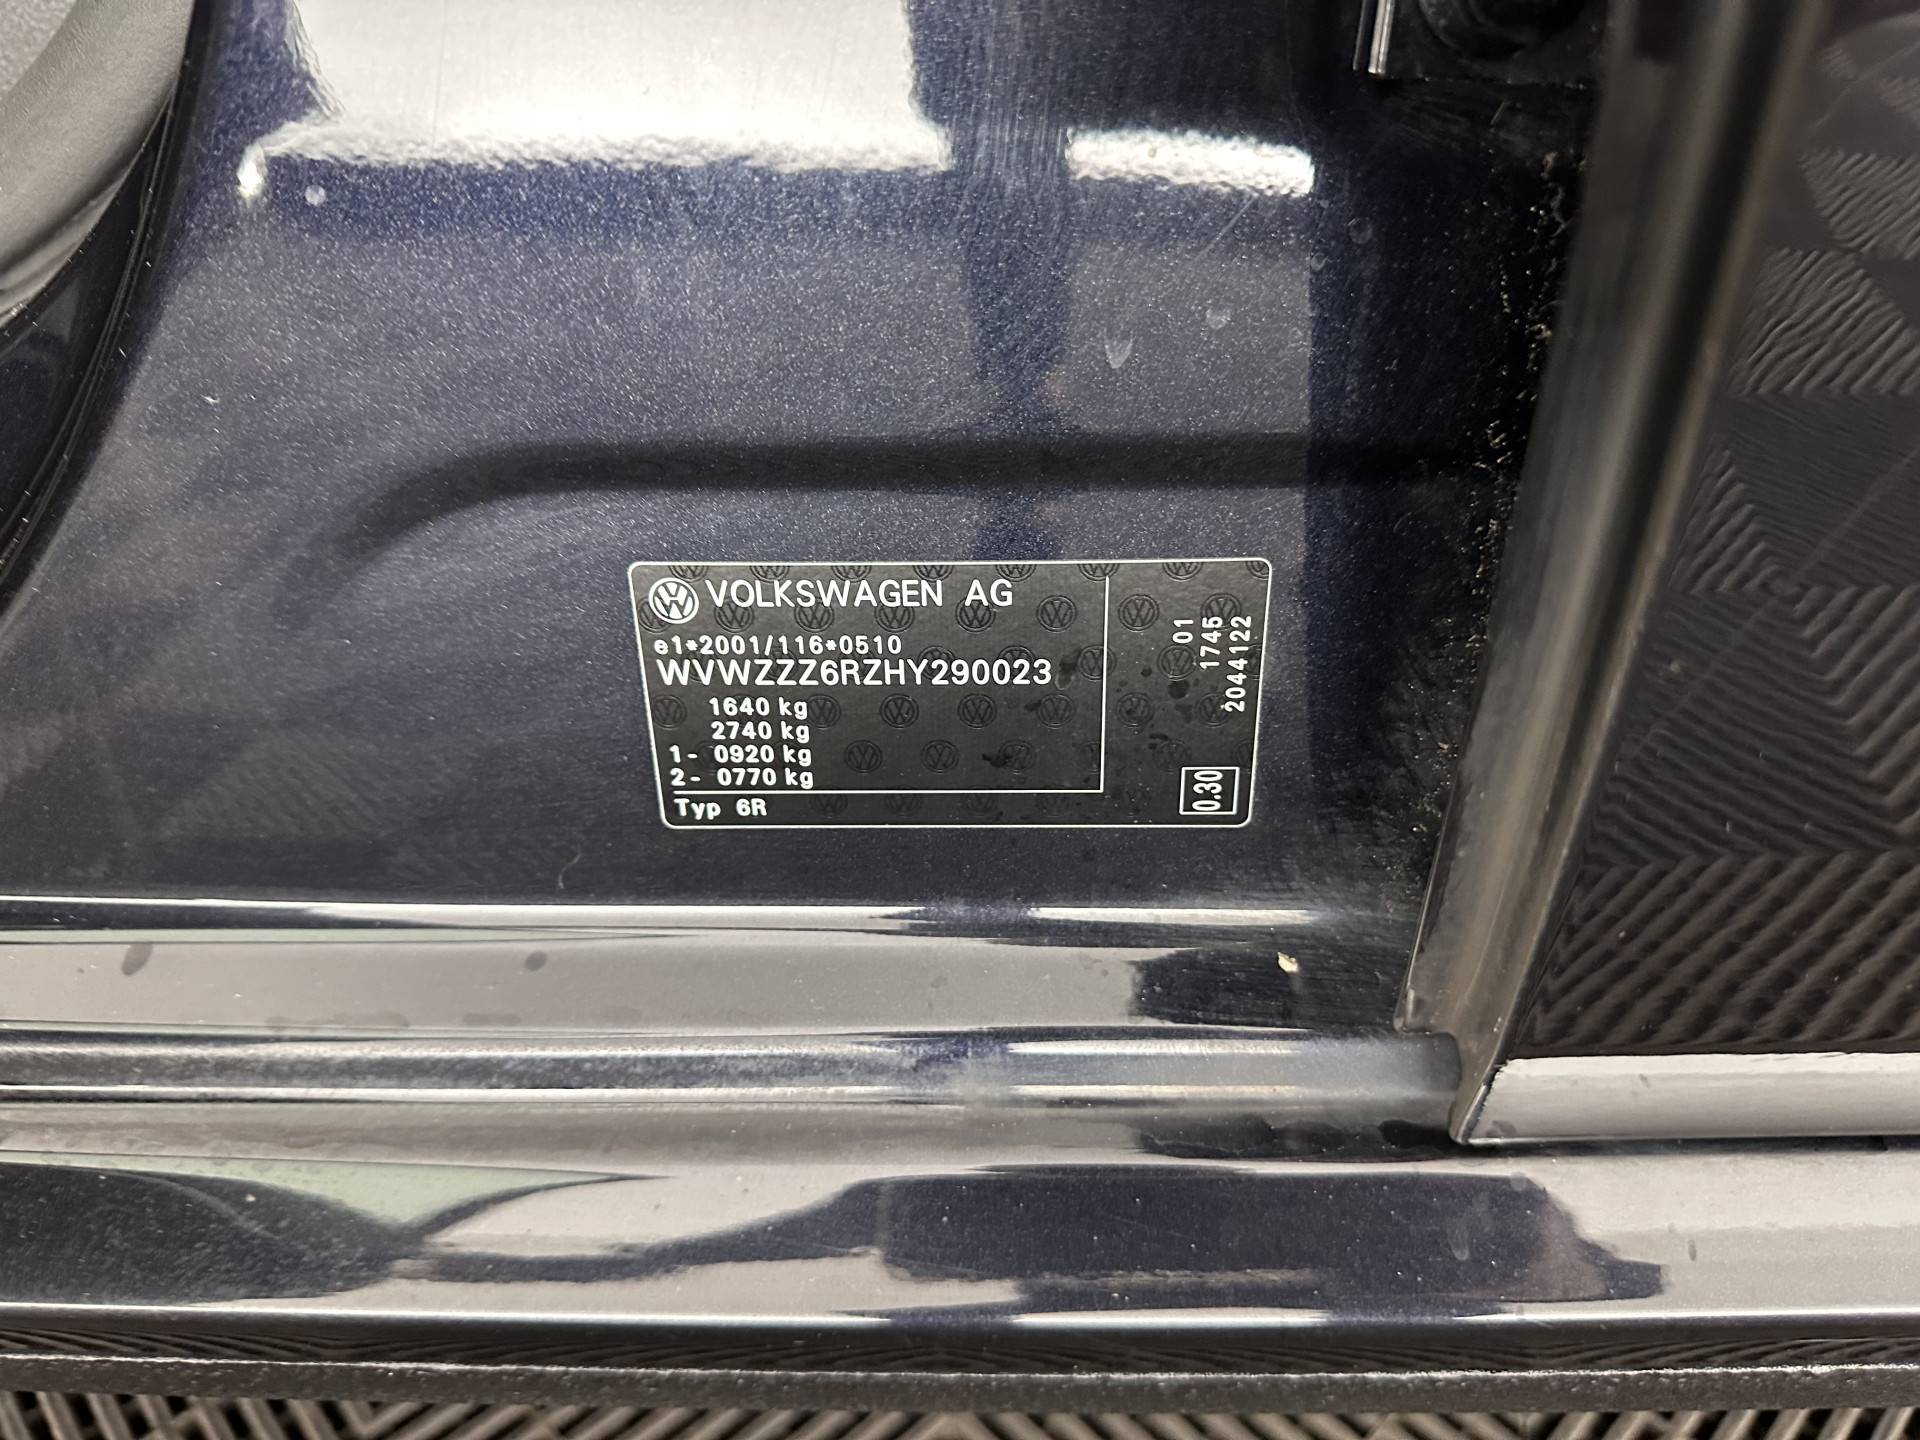 VOLKSWAGEN AG
e1*2001/116*0510
WVWZZZ6RZHY290023
1640 kg
2740 kg
1- 0920 kg
2- 0770 kg
Typ 6R
01
1745
2044122
0.30